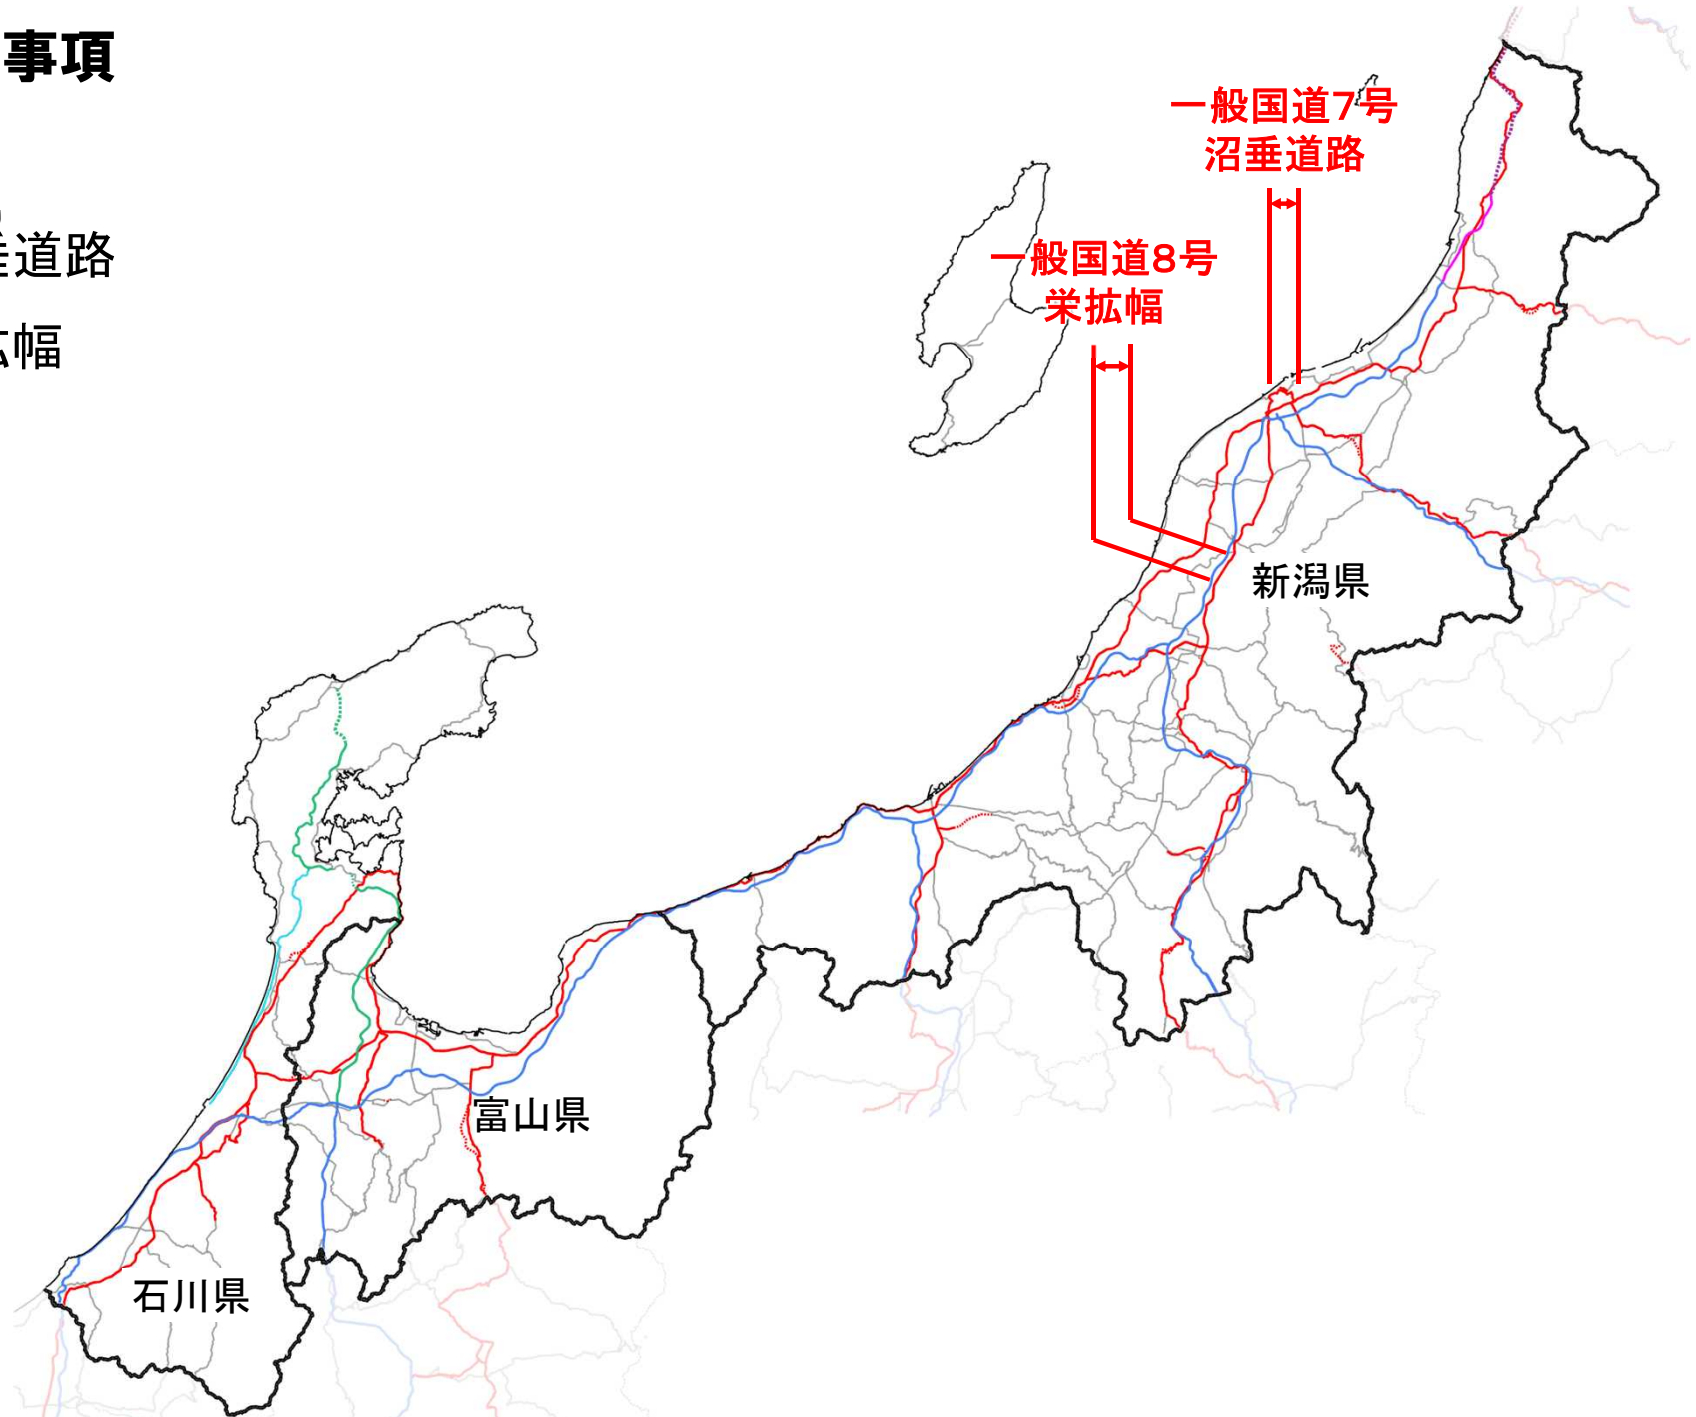 事項
道路
幅
一般国道7号
沼垂道路
一般国道8号
栄拡幅
新潟県
富山県
石川県